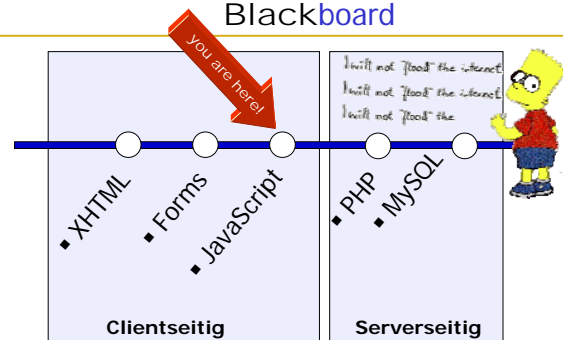 Blackboard
you are here!
I will not "flood" the internet
I will not "flood" the internet
I will not "flood" the
▪ XHTML
▪ Forms
▪ JavaScript
▪ PHP
▪ MySQL
Clientseitig
Serverseitig